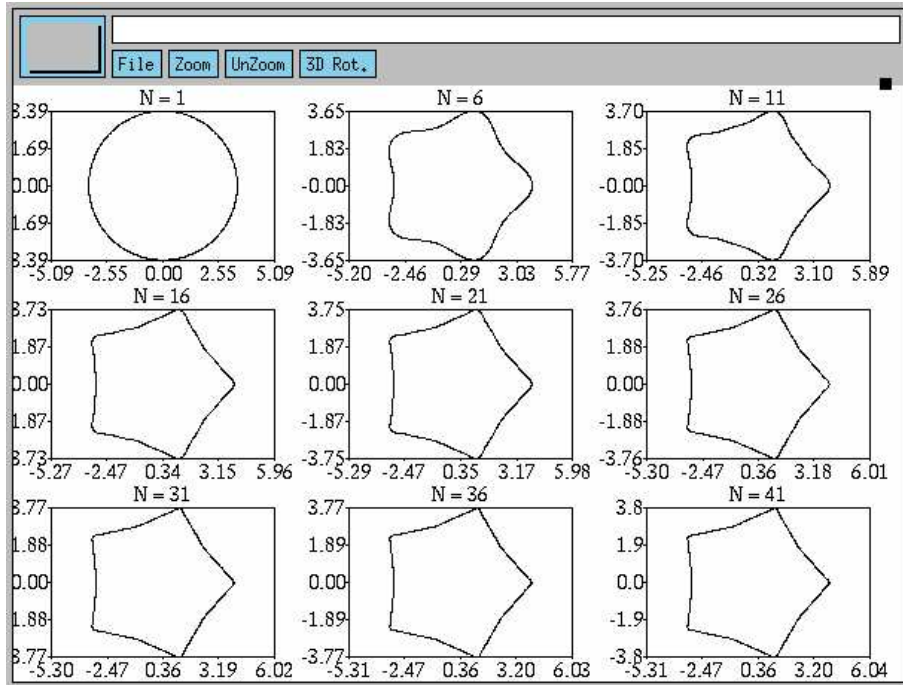 File Zoom UnZoom 3D Rot.
N = 1 N = 6 N = 11
3.39 3.65 3.70
1.69 1.83 1.85
0.00 -0.00 -0.00
1.69 -1.83 -1.85
3.39 -3.65 -3.70
-5.09 -2.55 0.00 2.55 5.09 -5.20 -2.46 0.29 3.03 5.77 -5.25 -2.46 0.32 3.10 5.89
N = 16 N = 21 N = 26
3.73 3.75 3.76
1.87 1.87 1.88
0.00 0.00 0.00
1.87 -1.87 -1.88
3.73 -3.75 -3.76
-5.27 -2.47 0.34 3.15 5.96 -5.29 -2.47 0.35 3.17 5.98 -5.30 -2.47 0.36 3.18 6.01
N = 31 N = 36 N = 41
3.77 3.77 3.8
1.88 1.89 1.9
0.00 0.00 0.0
1.88 -1.89 -1.9
3.77 -3.77 -3.8
-5.30 -2.47 0.36 3.19 6.02 -5.31 -2.47 0.36 3.20 6.03 -5.31 -2.47 0.36 3.20 6.04